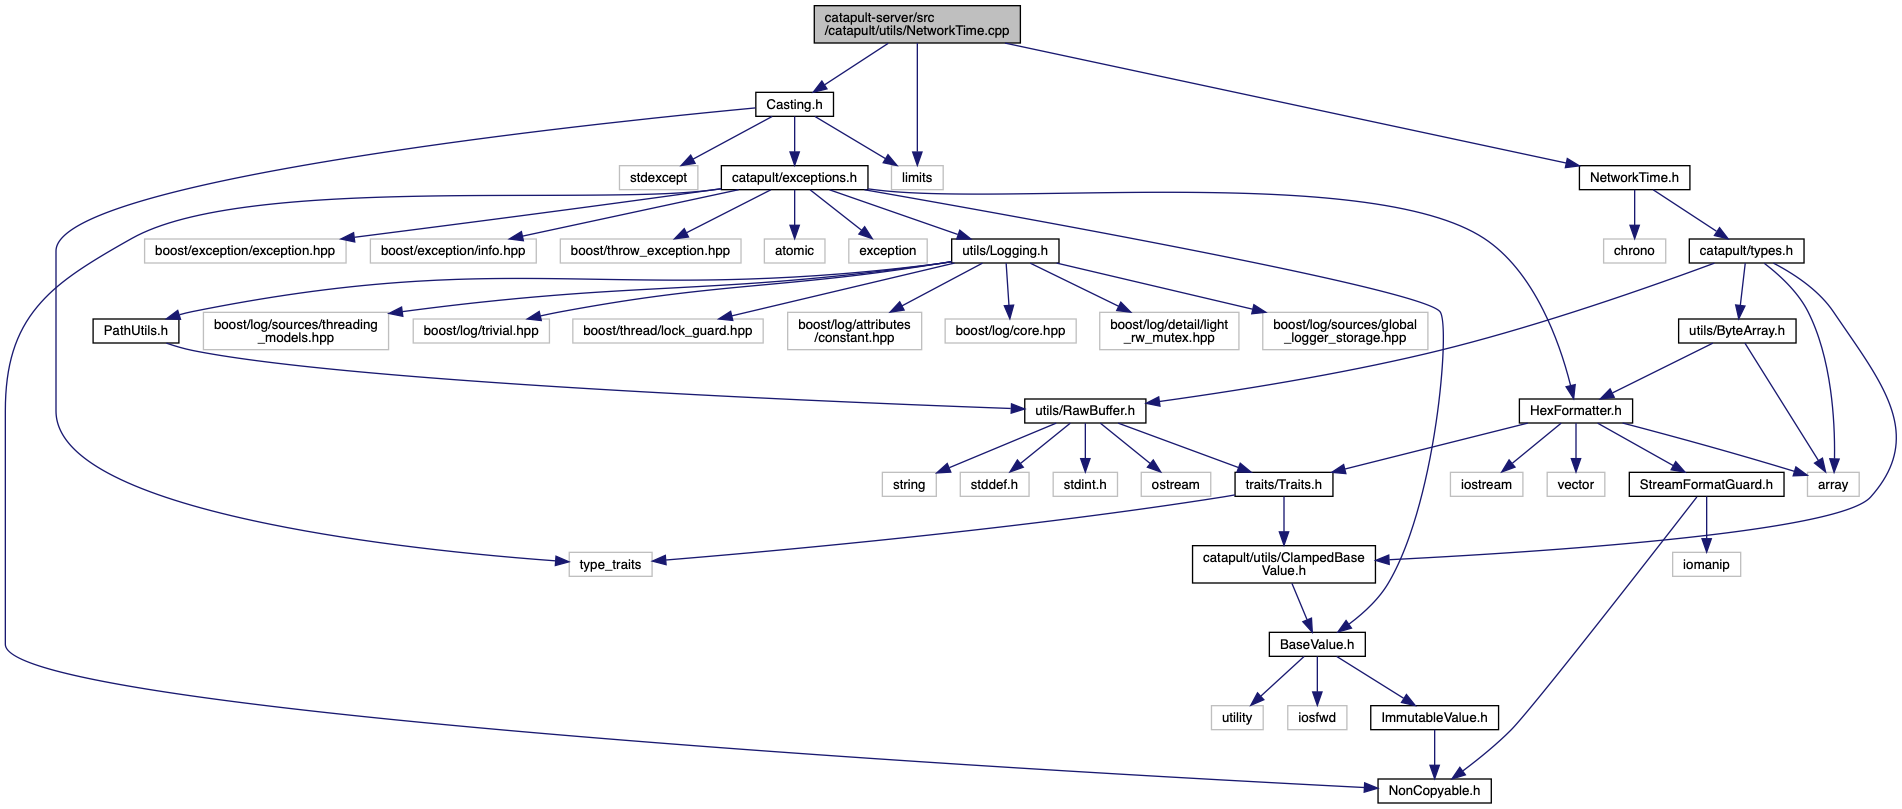 catapult-server/src
/catapult/utils/NetworkTime.cpp
Casting.h
stdexcept
catapult/exceptions.h
limits
NetworkTime.h
boost/exception/exception.hpp
boost/exception/info.hpp
boost/throw_exception.hpp
atomic
exception
utils/Logging.h
chrono
catapult/types.h
PathUtils.h
boost/log/sources/threading
_models.hpp
boost/log/trivial.hpp
boost/thread/lock_guard.hpp
boost/log/attributes
/constant.hpp
boost/log/core.hpp
boost/log/detail/light
_rw_mutex.hpp
boost/log/sources/global
_logger_storage.hpp
utils/ByteArray.h
utils/RawBuffer.h
HexFormatter.h
string
stddef.h
stdint.h
ostream
traits/Traits.h
iostream
vector
StreamFormatGuard.h
array
type_traits
catapult/utils/ClampedBase
Value.h
iomanip
BaseValue.h
utility
iosfwd
ImmutableValue.h
NonCopyable.h